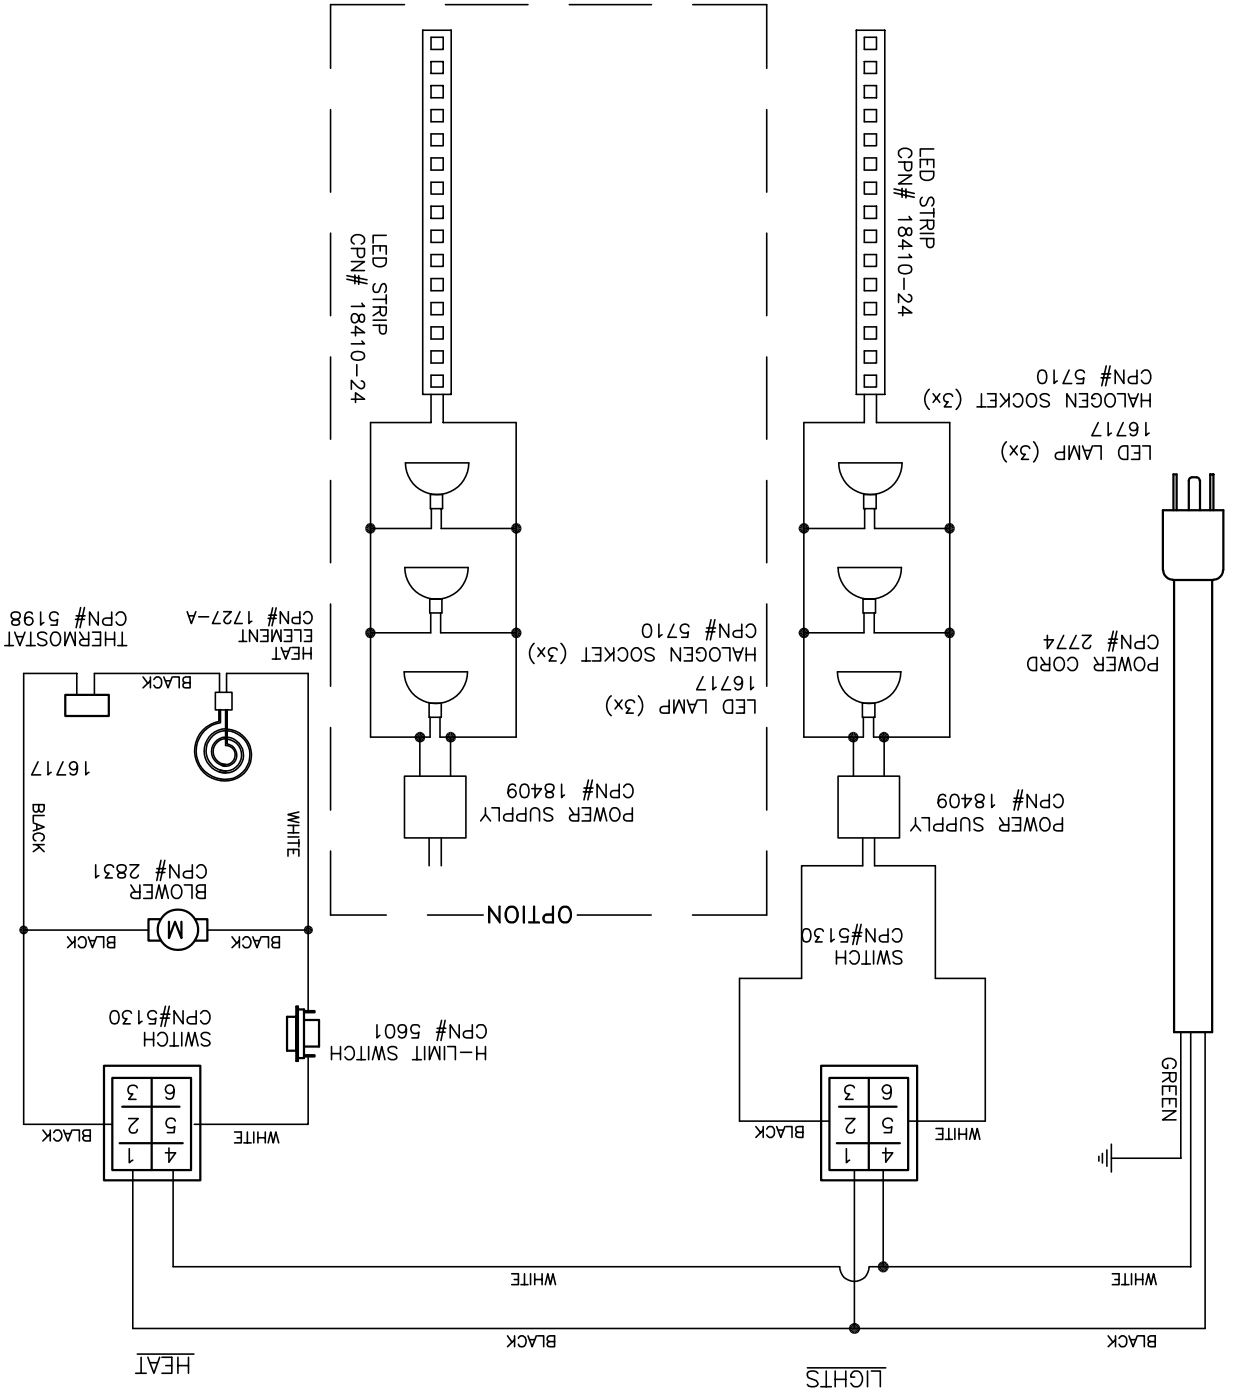 LIGHTS
HEAT
BLACK
BLACK
WHITE
WHITE
GREEN
WHITE
4 1
5 2
6 3
BLACK
WHITE
4 1
5 2
6 3
BLACK
SWITCH
CPN#5130
H-LIMIT SWITCH
CPN# 5601
SWITCH
CPN#5130
OPTION
BLACK
M
BLACK
BLOWER
CPN# 2831
POWER SUPPLY
CPN# 18409
POWER SUPPLY
CPN# 18409
WHITE
BLACK
16717
POWER CORD
CPN# 2774
LED LAMP (3x)
16717
HALOGEN SOCKET (3x)
CPN# 5710
BLACK
HEAT
ELEMENT
CPN# 1727-A
THERMOSTAT
CPN# 5198
LED LAMP (3x)
16717
HALOGEN SOCKET (3x)
CPN# 5710
LED STRIP
CPN# 18410-24
LED STRIP
CPN# 18410-24